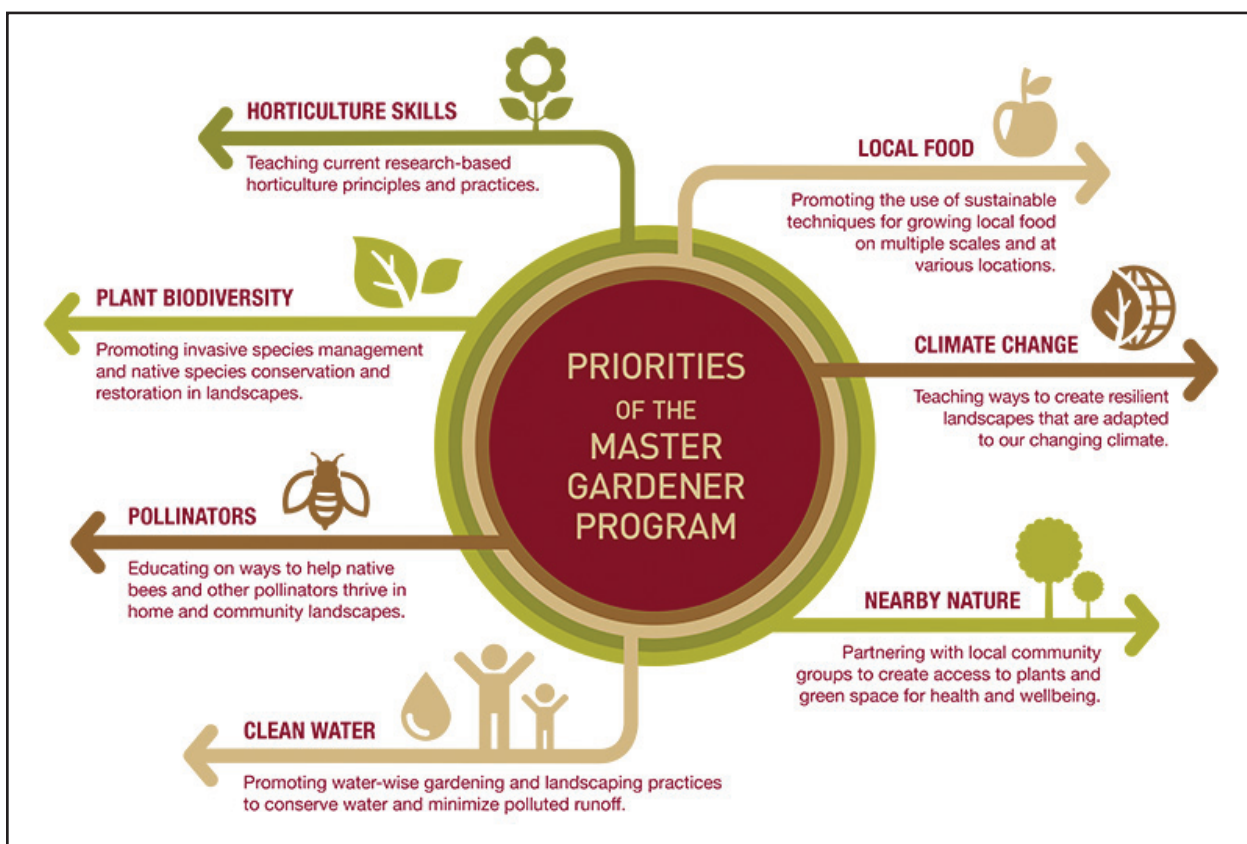 HORTICULTURE SKILLS
Teaching current research-based
horticulture principles and practices.
PLANT BIODIVERSITY
Promoting invasive species management
and native species conservation and
restoration in landscapes.
POLLINATORS
Educating on ways to help native
bees and other pollinators thrive in
home and community landscapes.
CLEAN WATER
Promoting water-wise gardening and landscaping practices
to conserve water and minimize polluted runoff.
PRIORITIES
OF THE
MASTER
GARDENER
PROGRAM
LOCAL FOOD
Promoting the use of sustainable
techniques for growing local food
on multiple scales and at
various locations.
CLIMATE CHANGE
Teaching ways to create resilient
landscapes that are adapted
to our changing climate.
NEARBY NATURE
Partnering with local community
groups to create access to plants and
green space for health and wellbeing.